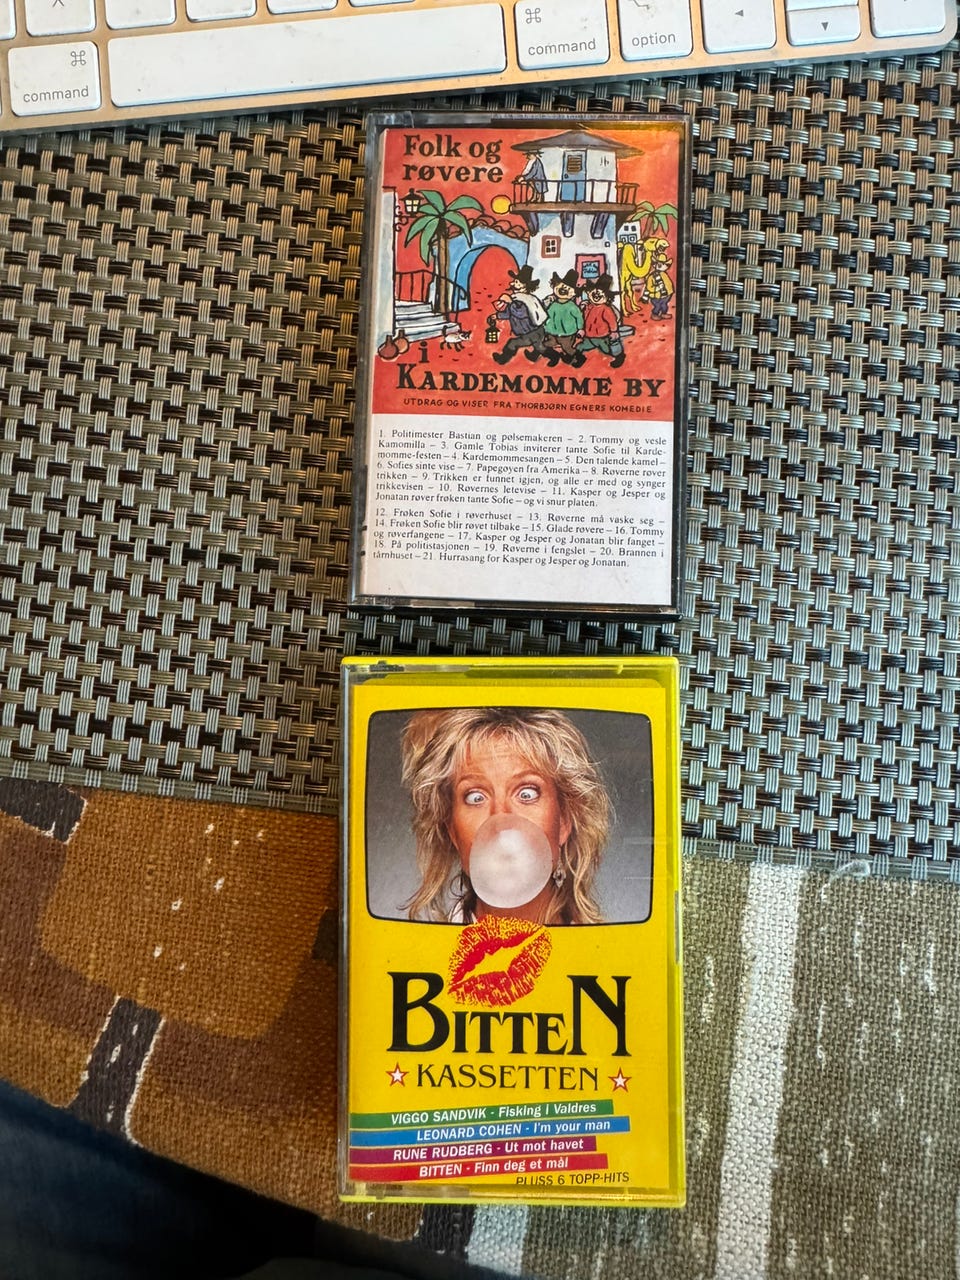 ⌘
command
⌘
command
option
◄
▼
Folk og
røvere
i
KARDEMOMME BY
UTDRAG OG VISER FRA THORBJØRN EGNERS KOMEDIE
1. Politimester Bastian og pølsemakeren – 2. Tommy og vesle
Kamomilla – 3. Gamle Tobias inviterer tante Sofie til Karde-
momme-festen – 4. Kardemommesangen – 5. Den talende kamel –
6. Sofies sinte vise – 7. Papegøyen fra Amerika – 8. Røverne røver
trikken – 9. Trikken er funnet igjen, og alle er med og synger
trikkevisen – 10. Røvernes letevise – 11. Kasper og Jesper og
Jonatan røver frøken tante Sofie – og vi snur platen.
12. Frøken Sofie i røverhuset – 13. Røverne må vaske seg –
14. Frøken Sofie blir røvet tilbake – 15. Glade røvere – 16. Tommy
og røverfangene – 17. Kasper og Jesper og Jonatan blir fanget –
18. På politistasjonen – 19. Røverne i fengslet – 20. Brannen i
tårnhuset – 21. Hurrasang for Kasper og Jesper og Jonatan.
BITTEN
KASSETTEN
VIGGO SANDVIK - Fisking i Valdres
LEONARD COHEN - I'm your man
RUNE RUDBERG - Ut mot havet
BITTEN - Finn deg et mål
PLUSS 6 TOPP-HITS